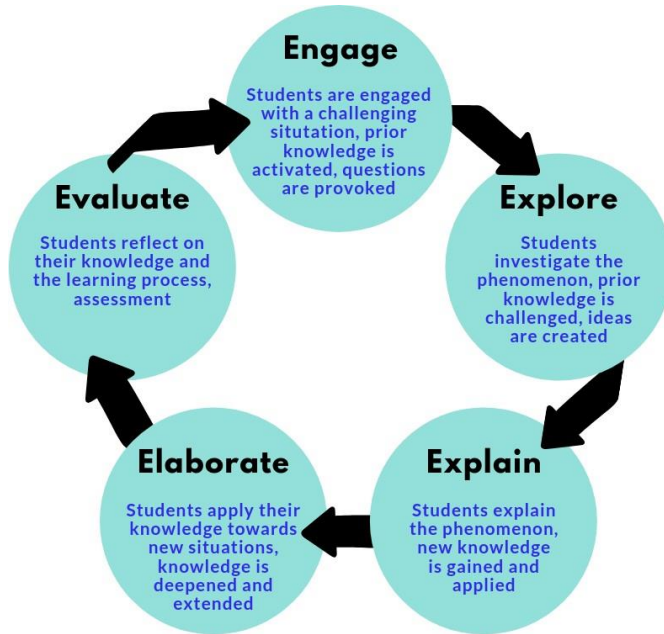 Engage
Students are engaged
with a challenging
situtation, prior
knowledge is
activated, questions
are provoked
Explore
Students
investigate the
phenomenon, prior
knowledge is
challenged, ideas
are created
Explain
Students explain
the phenomenon,
new knowledge
is gained and
applied
Elaborate
Students apply their
knowledge towards
new situations,
knowledge is
deepened and
extended
Evaluate
Students reflect on
their knowledge and
the learning process,
assessment